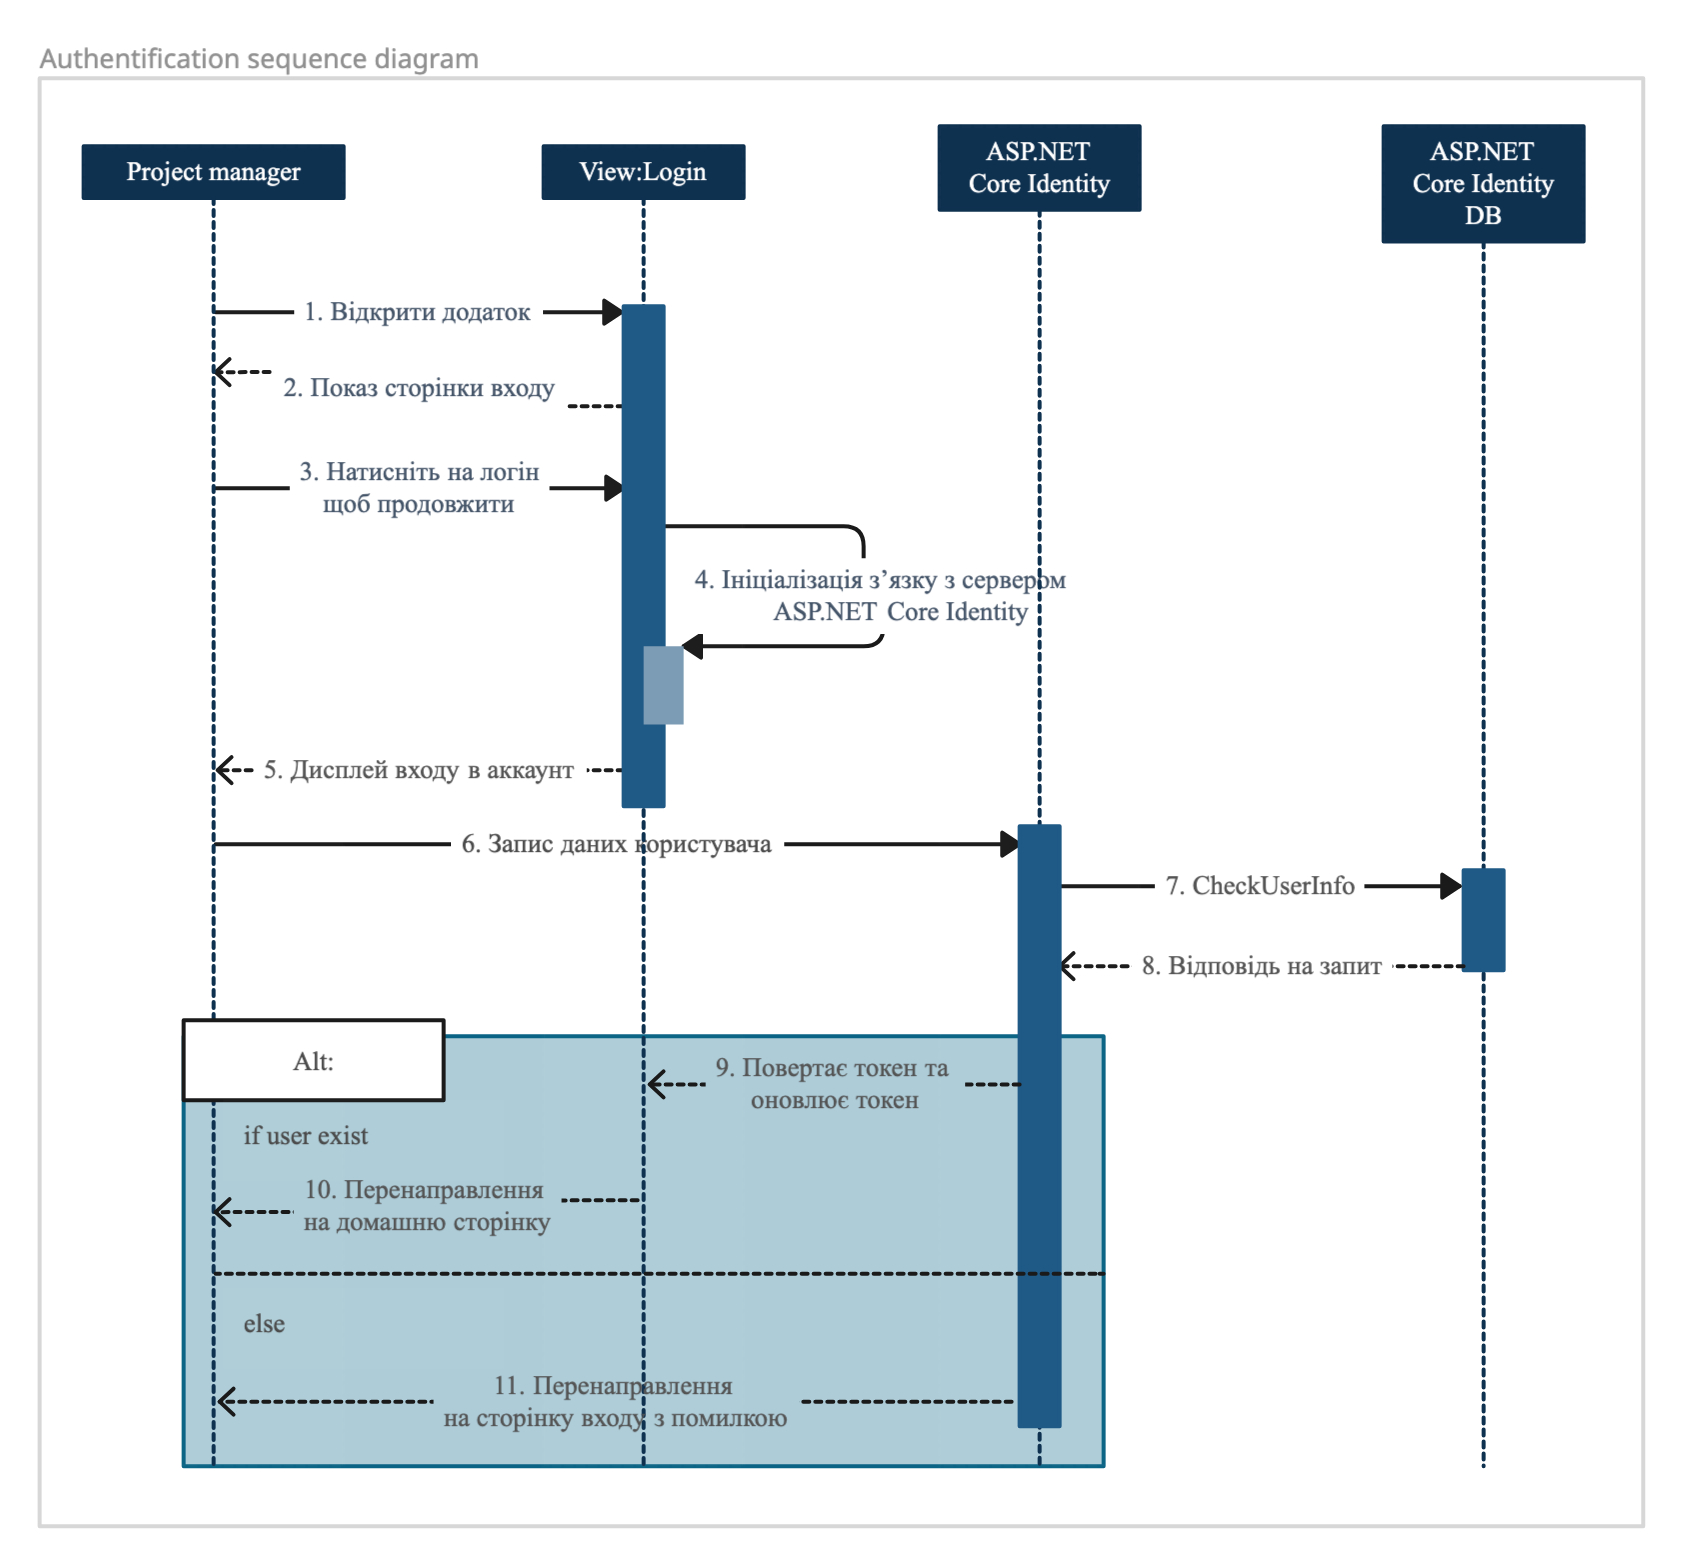 Authentification sequence diagram
Project manager
View:Login
ASP.NET
Core Identity
ASP.NET
Core Identity
DB
1. Відкрити додаток
2. Показ сторінки входу
3. Натисніть на логін
щоб продовжити
4. Ініціалізація з’язку з сервером
ASP.NET Core Identity
5. Дисплей входу в аккаунт
6. Запис даних користувача
7. CheckUserInfo
8. Відповідь на запит
Alt:
9. Повертає токен та
оновлює токен
if user exist
10. Перенаправлення
на домашню сторінку
else
11. Перенаправлення
на сторінку входу з помилкою